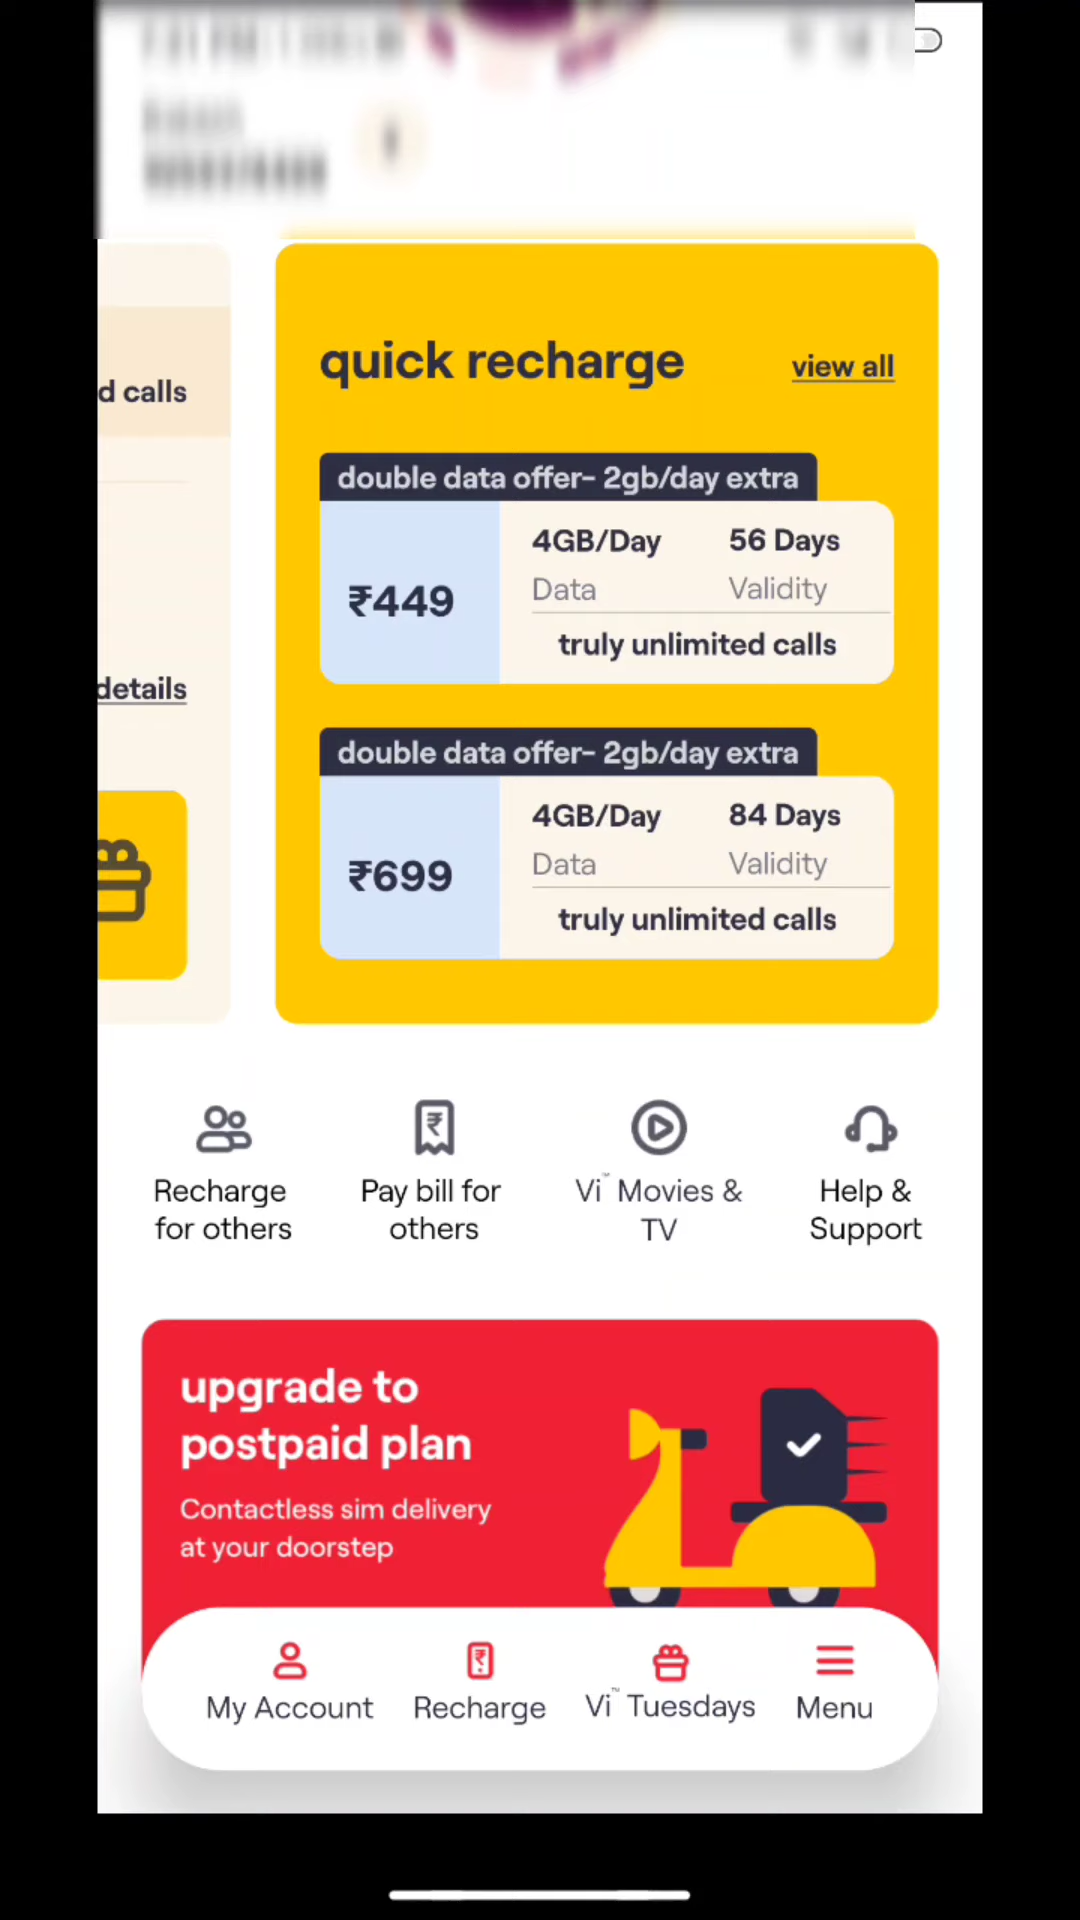 d calls
details
quick recharge
view all
double data offer- 2gb/day extra
₹449
4GB/Day
56 Days
Data
Validity
truly unlimited calls
double data offer- 2gb/day extra
₹699
4GB/Day
84 Days
Data
Validity
truly unlimited calls
Recharge
for others
Pay bill for
others
Vi™ Movies &
TV
Help &
Support
upgrade to
postpaid plan
Contactless sim delivery
at your doorstep
My Account
Recharge
Vi™ Tuesdays
Menu